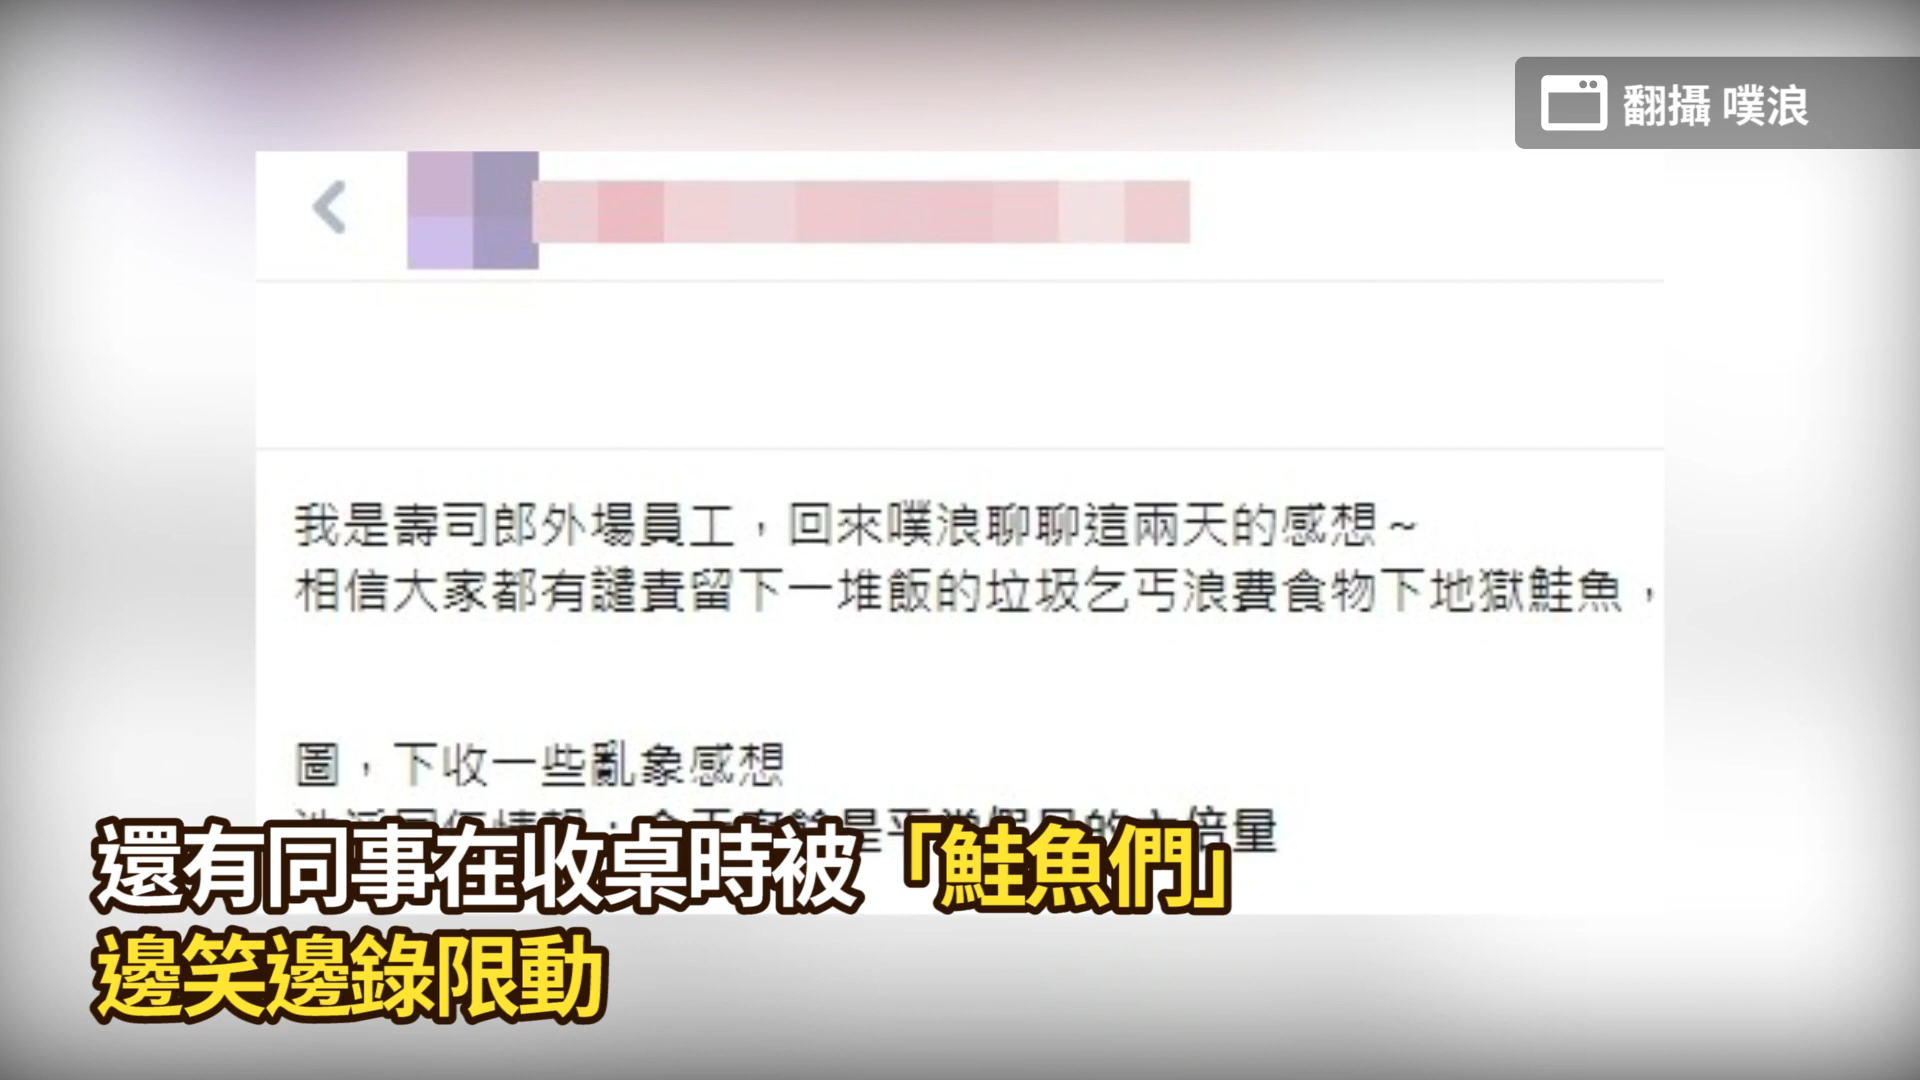 翻攝 噗浪
我是壽司郎外場員工，回來噗浪聊聊這兩天的感想~
相信大家都有譴責留下一堆飯的垃圾乞丐浪費食物下地獄鮭魚，
圖，下收一些亂象感想
倍量
還有同事在收桌時被「鮭魚們」
邊笑邊錄限動